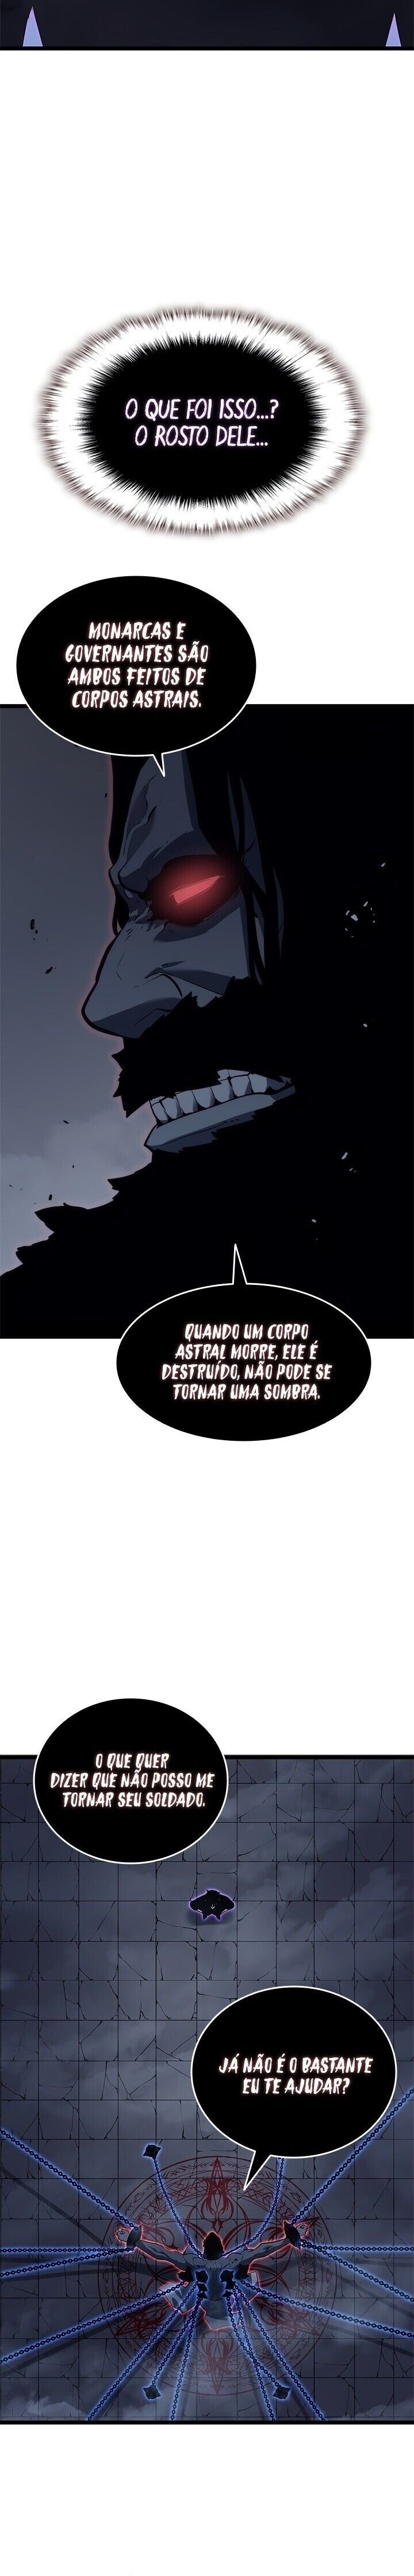 O QUE FOI ISSO...?
O ROSTO DELE...
MONARCAS E
GOVERNANTES SÃO
AMBOS FEITOS DE
CORPOS ASTRAIS.
QUANDO UM CORPO
ASTRAL MORRE, ELE É
DESTRUÍDO, NÃO PODE SE
TORNAR UMA SOMBRA.
O QUE QUER
DIZER QUE NÃO POSSO ME
TORNAR SEU SOLDADO.
JÁ NÃO É O BASTANTE
EU TE AJUDAR?